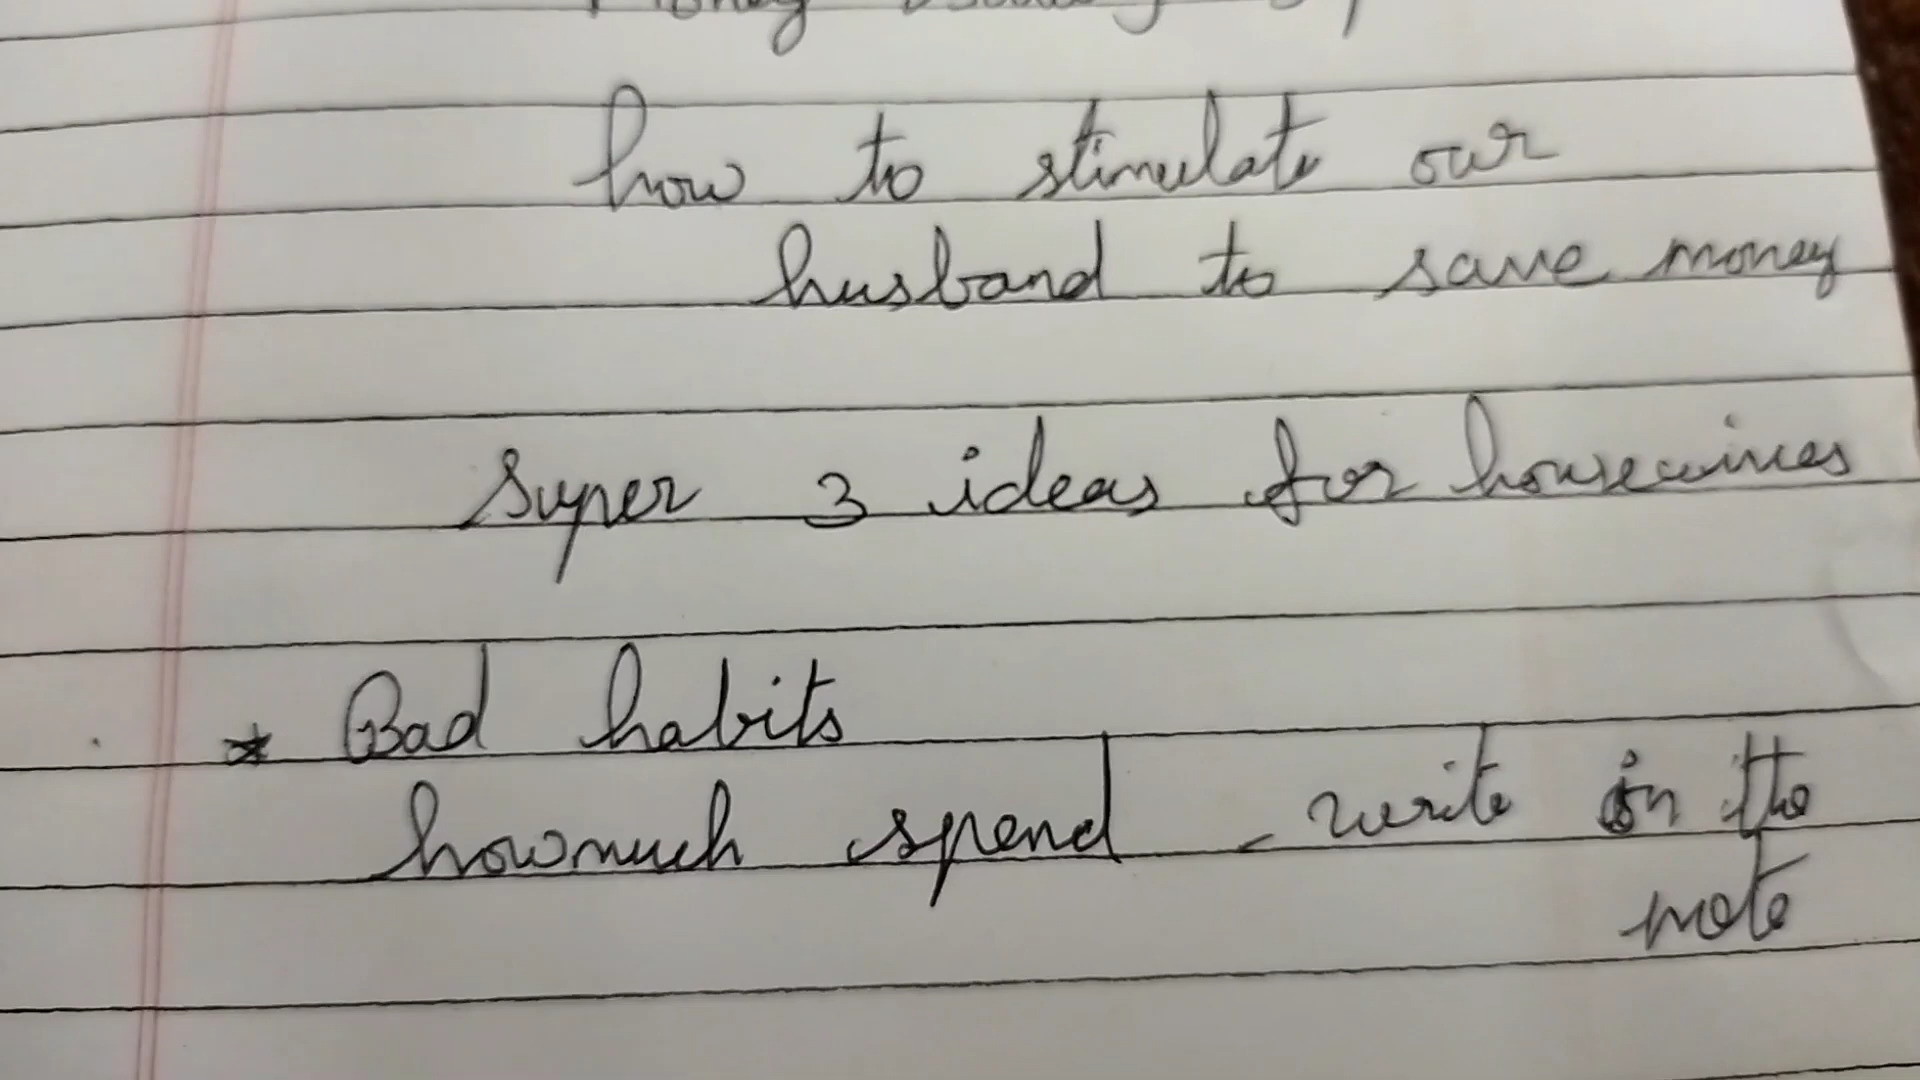 Money
how to stimulate our
husband to save money
super 3 ideas for housewives
* Bad habits
howmuch spend - write in the
note